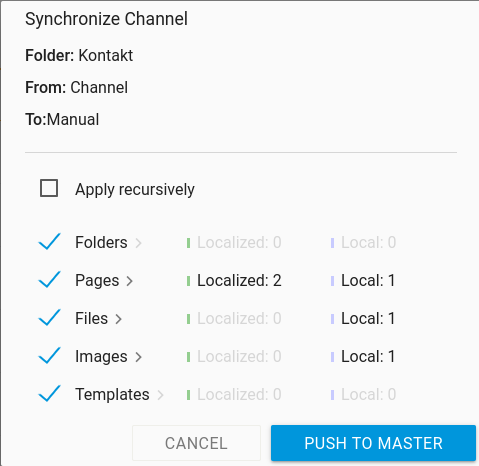 Synchronize Channel
Folder: Kontakt
From: Channel
To:Manual
Apply recursively
Folders Localized: 0 Local: 0
Pages Localized: 2 Local: 1
Files Localized: 0 Local: 1
Images Localized: 0 Local: 1
Templates Localized: 0 Local: 0
CANCEL PUSH TO MASTER